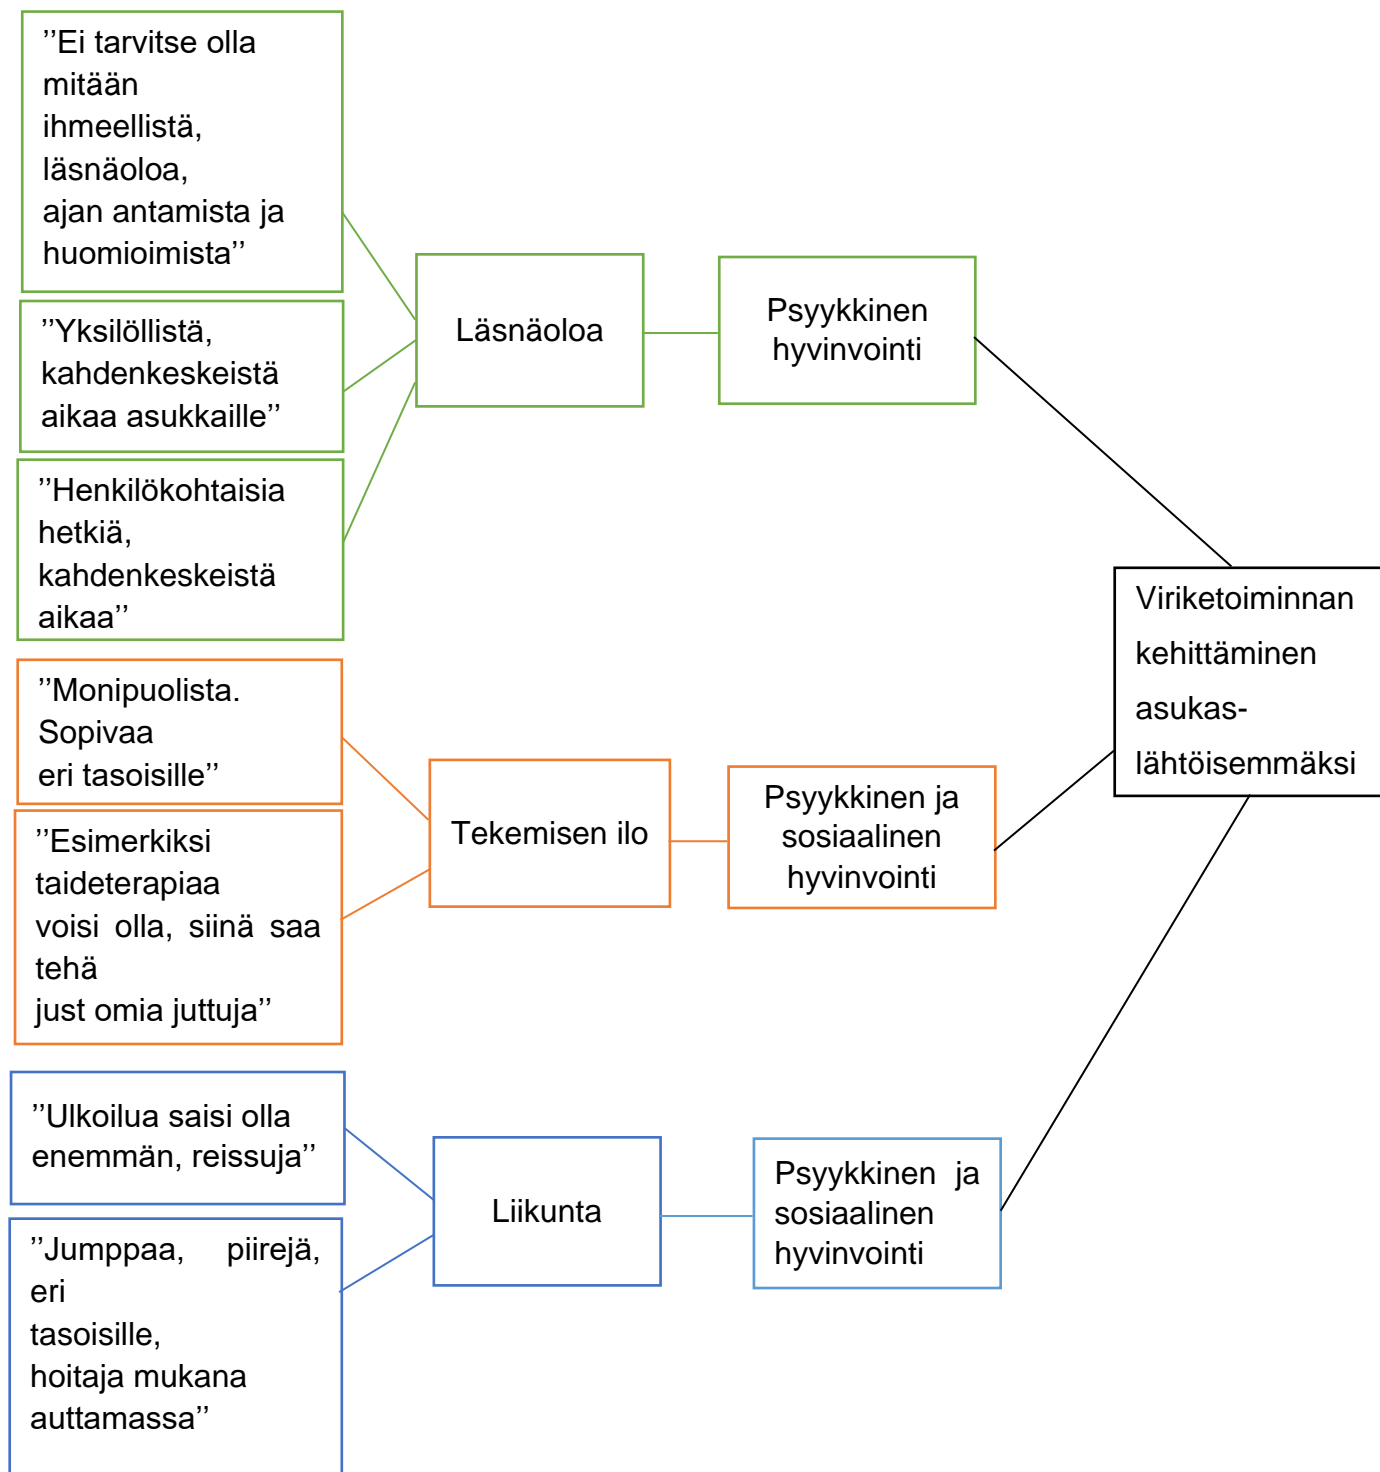 ’’Ei tarvitse olla
mitään
ihmeellistä,
läsnäoloa,
ajan antamista ja
huomioimista’’
’’Yksilöllistä,
kahdenkeskeistä
aikaa asukkaille’’
’’Henkilökohtaisia
hetkiä,
kahdenkeskeistä
aikaa’’
Läsnäoloa
Psyykkinen
hyvinvointi
’’Monipuolista.
Sopivaa
eri tasoisille’’
’’Esimerkiksi
taideterapiaa
voisi olla, siinä saa
tehä
just omia juttuja’’
Tekemisen ilo
Psyykkinen ja
sosiaalinen
hyvinvointi
’’Ulkoilua saisi olla
enemmän, reissuja’’
’’Jumppaa, piirejä,
eri
tasoisille,
hoitaja mukana
auttamassa’’
Liikunta
Psyykkinen ja
sosiaalinen
hyvinvointi
Viriketoiminnan
kehittäminen
asukas-
lähtöisemmäksi